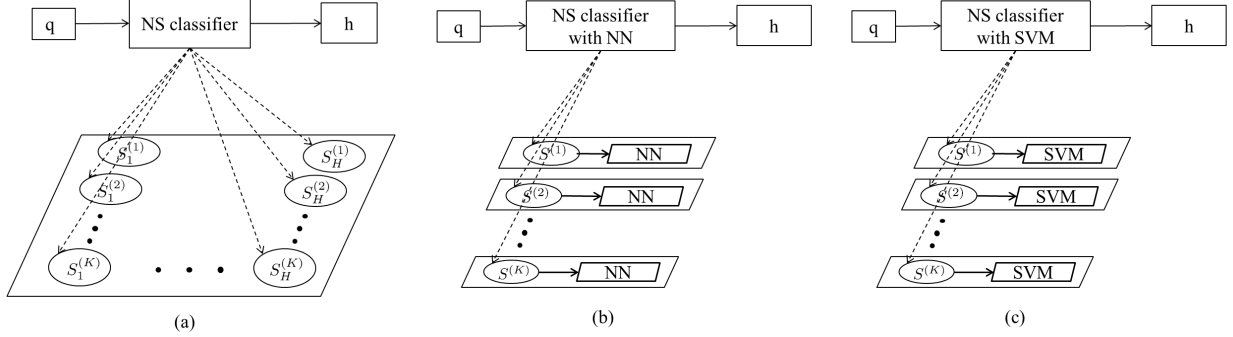 q NS classifier h
S_1^{(1)} S_H^{(1)}
S_1^{(2)} S_H^{(2)}
S_1^{(K)} S_H^{(K)}
(a)
q NS classifier with NN h
S^{(1)} NN
S^{(2)} NN
S^{(K)} NN
(b)
q NS classifier with SVM h
S^{(1)} SVM
S^{(2)} SVM
S^{(K)} SVM
(c)